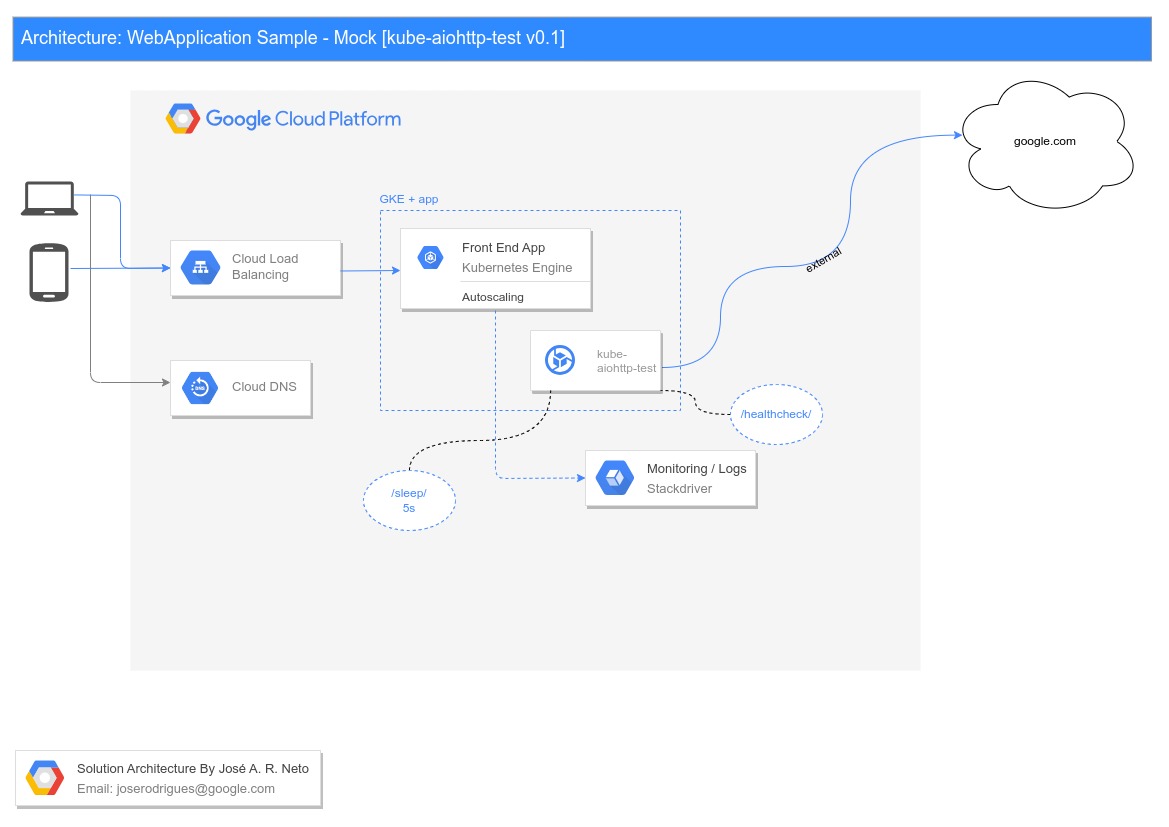 Architecture: WebApplication Sample - Mock [kube-aiohttp-test v0.1]
Google Cloud Platform
google.com
GKE + app
Front End App
Kubernetes Engine
Autoscaling
Cloud Load
Balancing
external
kube-
aiohttp-test
Cloud DNS
DNS
/healthcheck/
Monitoring / Logs
Stackdriver
/sleep/
5s
Solution Architecture By José A. R. Neto
Email: joserodrigues@google.com